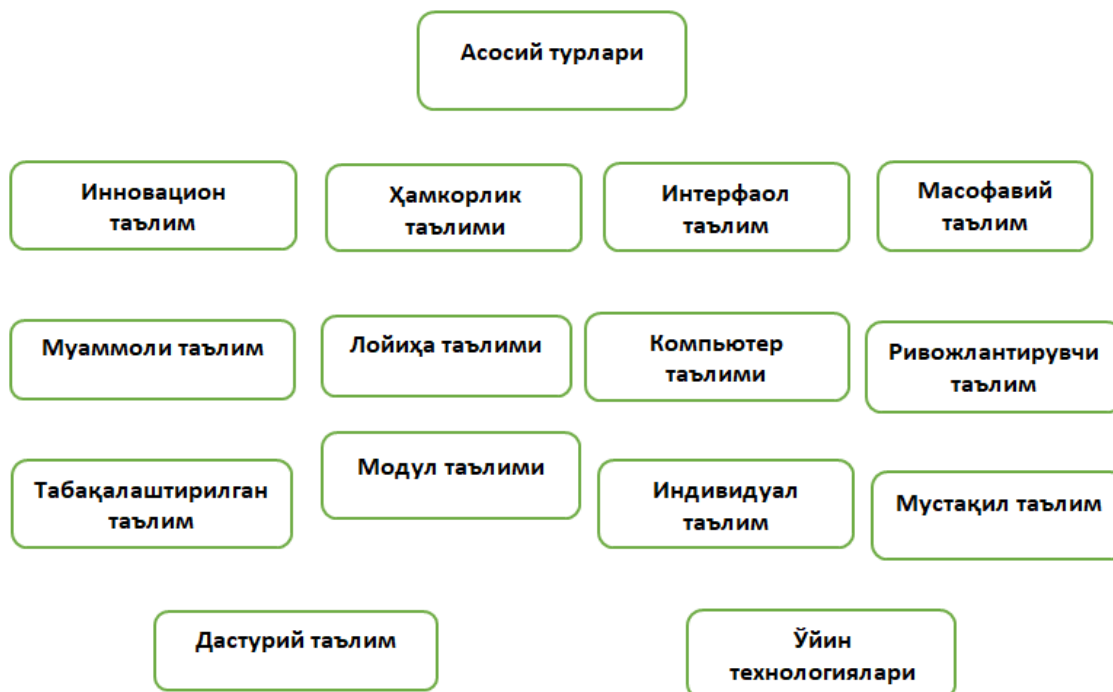 Асосий турлари
Инновацион
таълим
Ҳамкорлик
таълими
Интерфаол
таълим
Масофавий
таълим
Муаммоли таълим
Лойиҳа таълими
Компьютер
таълими
Ривожлантирувчи
таълим
Табақалаштирилган
таълим
Модул таълими
Индивидуал
таълим
Мустақил таълим
Дастурий таълим
Ўйин
технологиялари